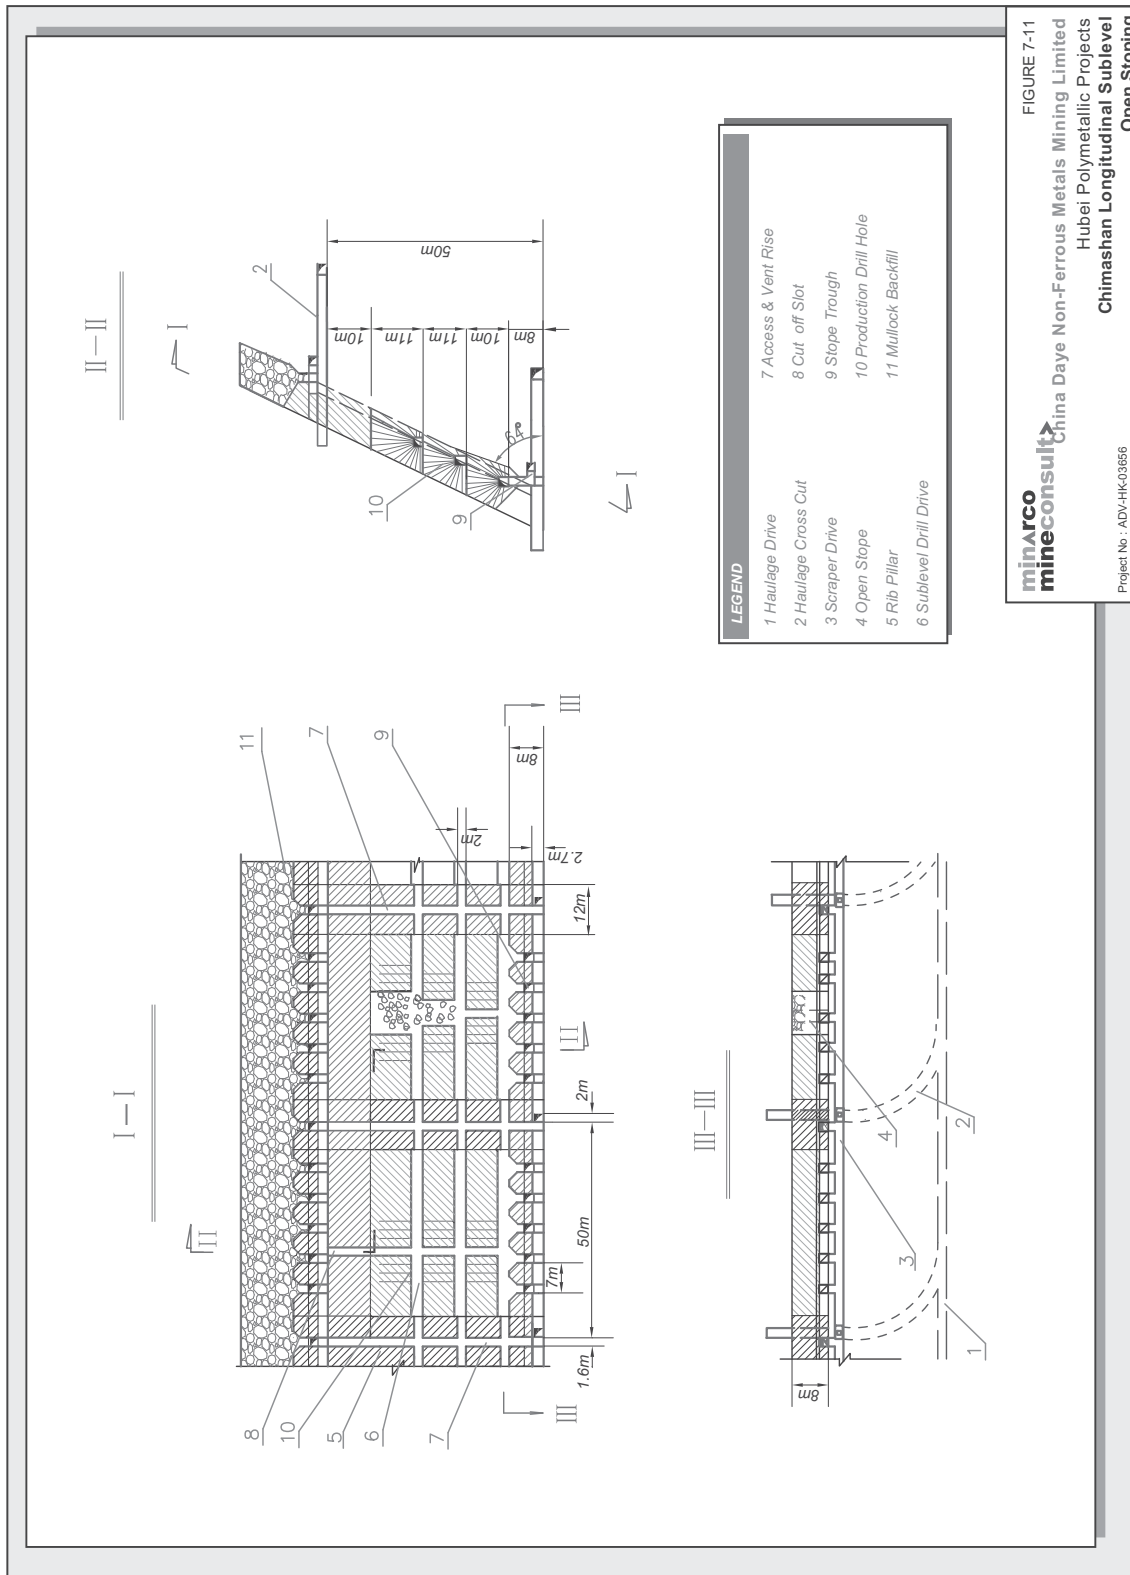 I—I
II
II
11
7
9
8
10
5
6
7
III
III
8m
2.7m
2m
12m
2m
50m
7m
1.6m
II—II
I
I
2
10
9
10m
11m
11m
10m
8m
50m
64°
III—III
8m
1
2
3
4
LEGEND
1 Haulage Drive
2 Haulage Cross Cut
3 Scraper Drive
4 Open Stope
5 Rib Pillar
6 Sublevel Drill Drive
7 Access & Vent Rise
8 Cut off Slot
9 Stope Trough
10 Production Drill Hole
11 Mullock Backfill
minarco
mineconsult
Project No : ADV-HK-03656
FIGURE 7-11
China Daye Non-Ferrous Metals Mining Limited
Hubei Polymetallic Projects
Chimashan Longitudinal Sublevel
Open Stoping